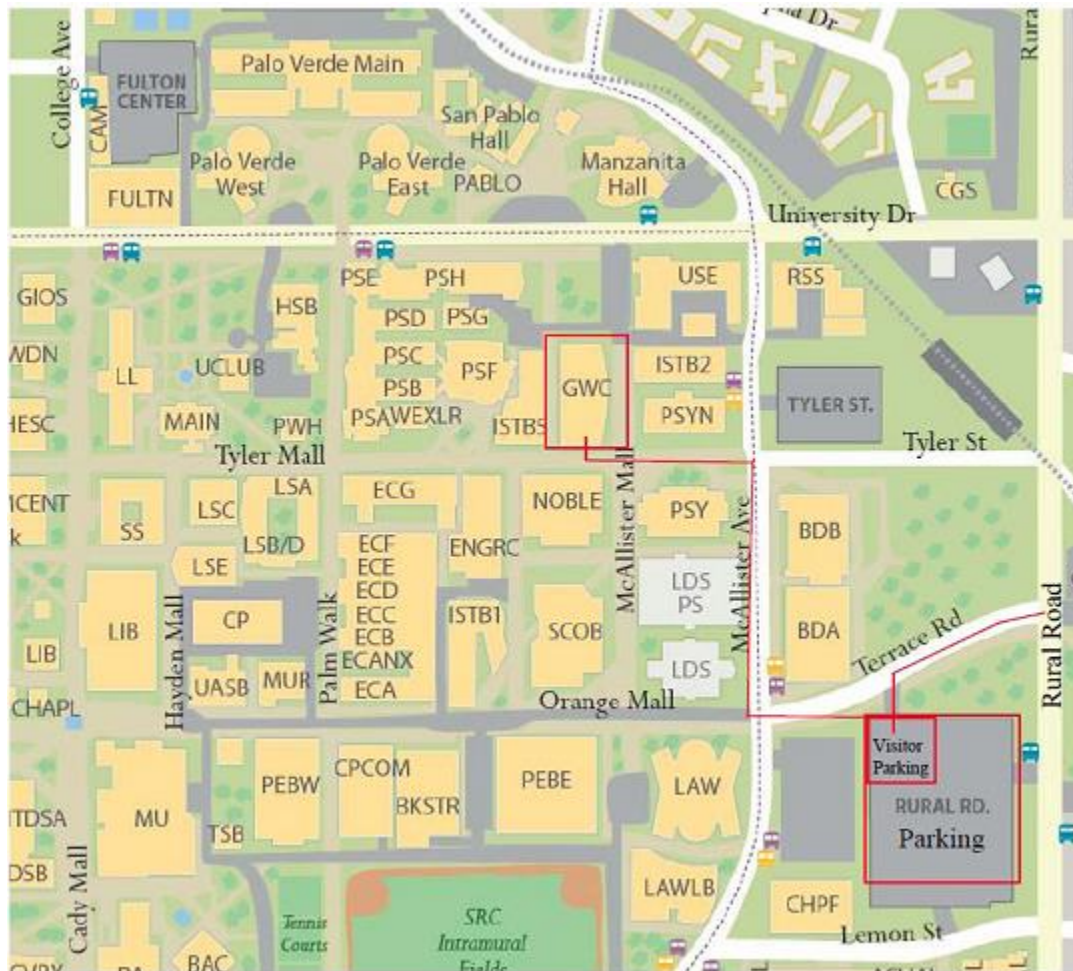 College Ave
FULTON
CENTER
CAM
FULTN
Palo Verde Main
San Pablo
Hall
PABLO
Palo Verde
West
Palo Verde
East
Manzanita
Hall
Dr
CGS
University Dr
GIOS
WDN
HESC
LL
UCLUB
MAIN
HSB
PWH
PSE
PSH
PSD
PSG
PSC
PSF
PSB
PSA
WEXLR
ISTB5
GWC
USE
RSS
ISTB2
PSYN
TYLER ST.
Tyler St
Tyler Mall
SS
LSC
LSA
LSB/D
LSE
ECG
NOBLE
PSY
McAllister Mall
McAllister Ave
BDB
BDA
LIB
LIB
CP
UASB
MUR
Hayden Mall
Palm Walk
ECF
ECE
ECD
ECC
ECB
ECANX
ECA
ENGRC
ISTB1
SCOB
LDS
PS
LDS
Terrace Rd
Rural Road
CHAPL
Orange Mall
MU
TSB
PEBW
CPCOM
BKSTR
PEBE
LAW
LAWLB
Visitor
Parking
RURAL RD.
Parking
CHPF
Lemon St
Cady Mall
Tennis
Courts
SRC
Intramural
Fields
BAC